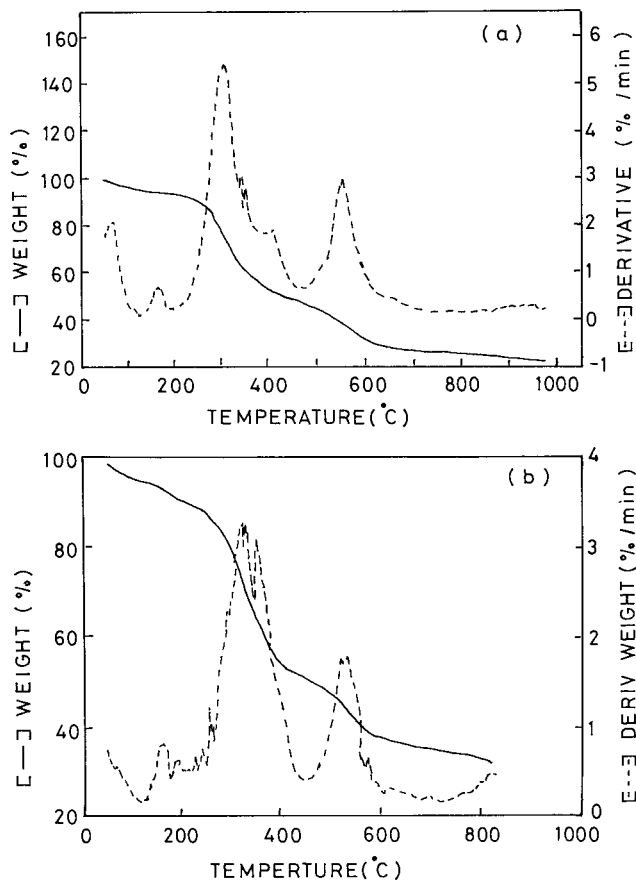 (a)
160
140
120
100
80
60
40
20
[—] WEIGHT (%)
6
5
4
3
2
1
0
-1
[---] DERIVATIVE (%/min)
0 200 400 600 800 1000
TEMPERATURE(°C)
(b)
100
80
60
40
20
[—] WEIGHT (%)
4
3
2
1
0
[---] DERIV WEIGHT (%/min)
0 200 400 600 800 1000
TEMPERTURE(°C)